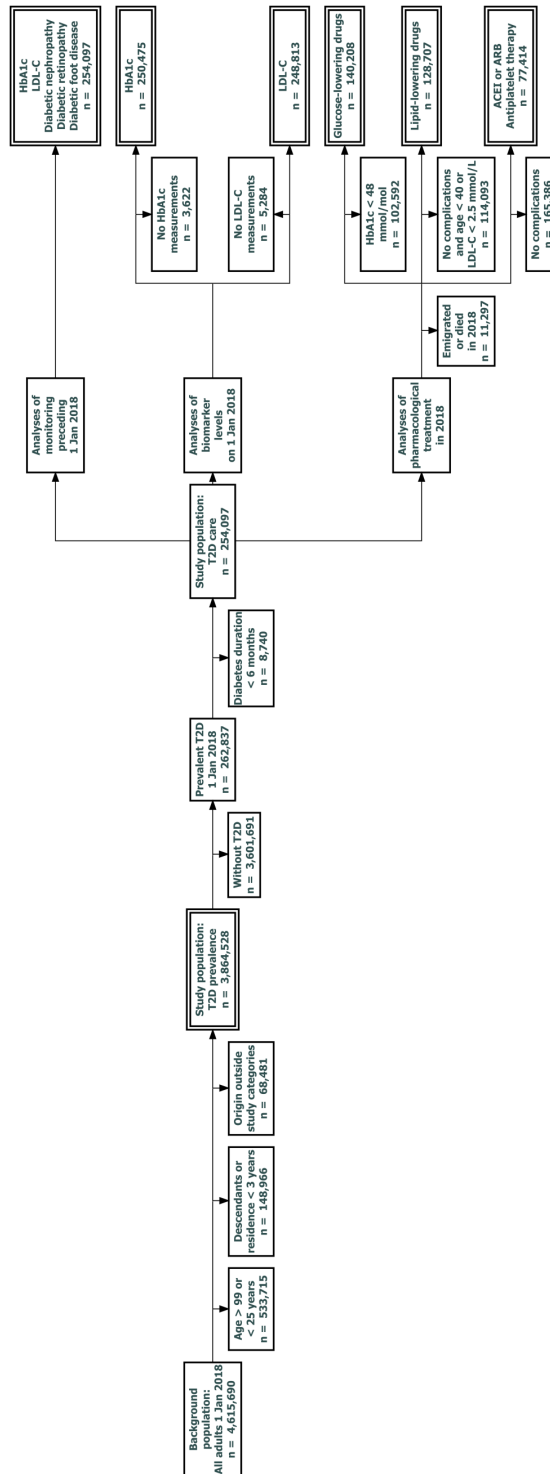 Background
population:
All adults 1 Jan 2018
n = 4,615,690
Age > 99 or
< 25 years
n = 533,715
Descendants or
residence < 3 years
n = 148,966
Origin outside
study categories
n = 68,481
Study population:
T2D prevalence
n = 3,864,528
Without T2D
n = 3,601,691
Prevalent T2D
1 Jan 2018
n = 262,837
Diabetes duration
< 6 months
n = 8,740
Study population:
T2D care
n = 254,097
Analyses of
monitoring
preceding
1 Jan 2018
HbA1c
LDL-C
Diabetic nephropathy
Diabetic retinopathy
Diabetic foot disease
n = 254,097
Analyses of
biomarker
levels
on 1 Jan 2018
No HbA1c
measurements
n = 3,622
HbA1c
n = 250,475
No LDL-C
measurements
n = 5,284
LDL-C
n = 248,813
Analyses of
pharmacological
treatment
in 2018
Emigrated
or died
in 2018
n = 11,297
HbA1c < 48
mmol/mol
n = 102,592
Glucose-lowering drugs
n = 140,208
No complications
and age < 40 or
LDL-C < 2.5 mmol/L
n = 114,093
Lipid-lowering drugs
n = 128,707
No complications
n = 165,386
ACEI or ARB
Antiplatelet therapy
n = 77,414